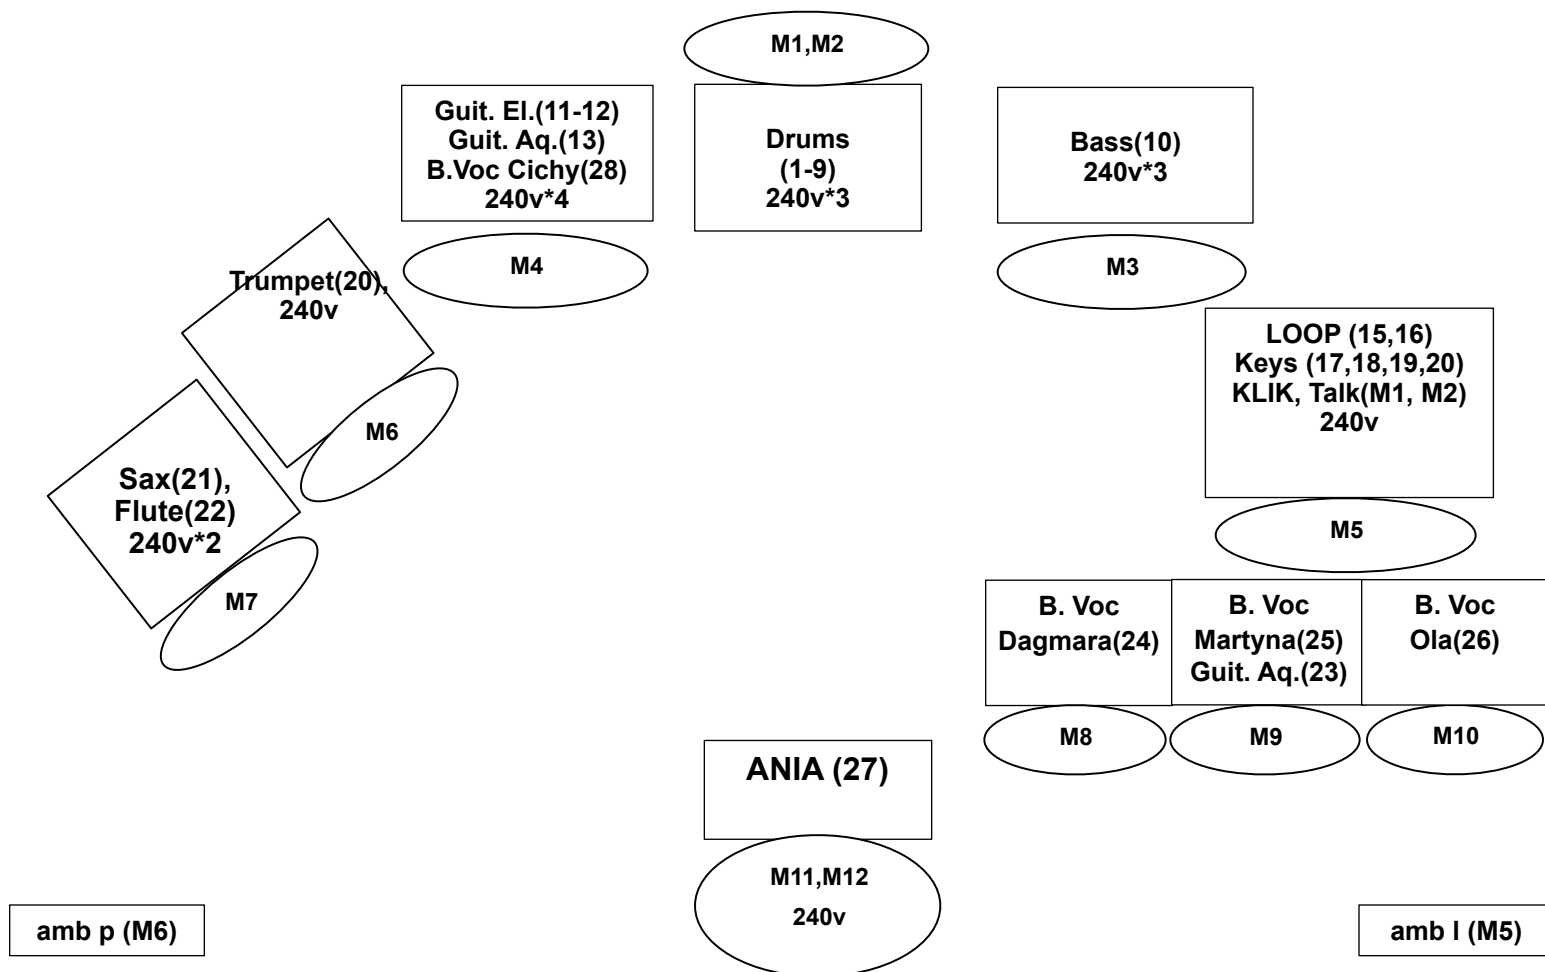 M1,M2
Guit. El.(11-12)
Guit. Aq.(13)
B.Voc Cichy(28)
240v*4
Drums
(1-9)
240v*3
Bass(10)
240v*3
M4
M3
Trumpet(20),
240v
LOOP (15,16)
Keys (17,18,19,20)
KLIK, Talk(M1, M2)
240v
M6
Sax(21),
Flute(22)
240v*2
M5
M7
B. Voc
Dagmara(24)
B. Voc
Martyna(25)
Guit. Aq.(23)
B. Voc
Ola(26)
M8
M9
M10
ANIA (27)
M11,M12
240v
amb p (M6)
amb l (M5)